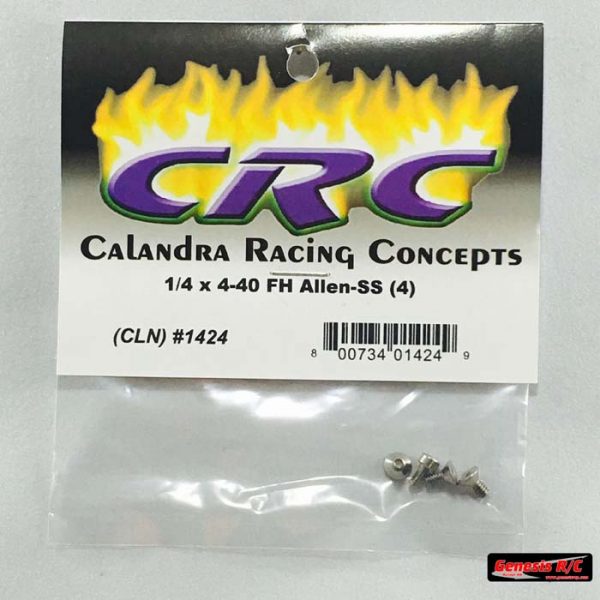 CRC
Calandra Racing Concepts
1/4 x 4-40 FH Allen-SS (4)
(CLN) #1424
8 00734 01424 9
Genesis R/C